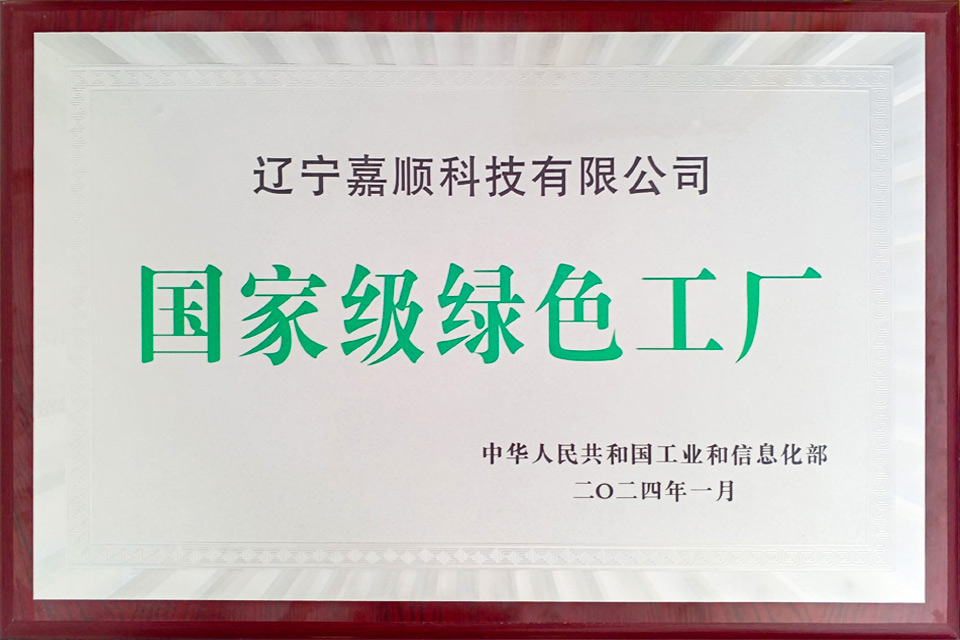 辽宁嘉顺科技有限公司
国家级绿色工厂
中华人民共和国工业和信息化部
二〇二四年一月